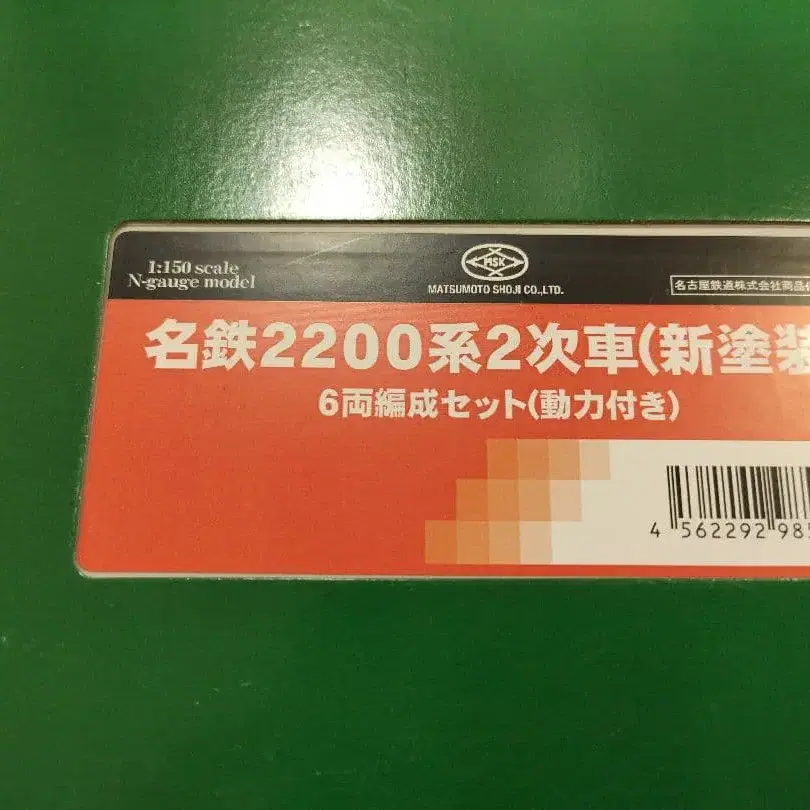 1:150 scale
N-gauge model
MSK
MATSUMOTO SHOJI CO.,LTD.
名古屋鉄道株式会社商品化
名鉄2200系2次車(新塗装
6両編成セット(動力付き)
4 562292 985